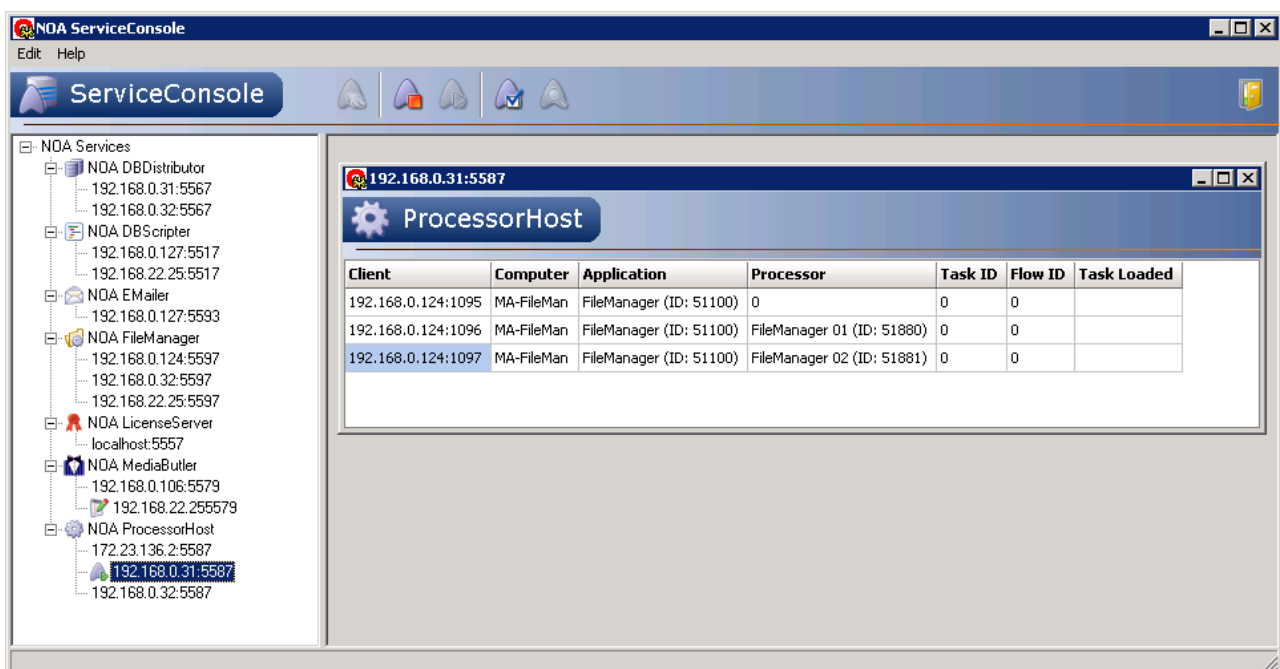 NOA ServiceConsole
Edit Help
ServiceConsole
NOA Services
NOA DBDistributor
192.168.0.31:5567
192.168.0.32:5567
NOA DBScripter
192.168.0.127:5517
192.168.22.25:5517
NOA EMailer
192.168.0.127:5593
NOA FileManager
192.168.0.124:5597
192.168.0.32:5597
192.168.22.25:5597
NOA LicenseServer
localhost:5557
NOA MediaButler
192.168.0.106:5579
192.168.22.255579
NOA ProcessorHost
172.23.136.2:5587
192.168.0.31:5587
192.168.0.32:5587
192.168.0.31:5587
ProcessorHost
Client Computer Application Processor Task ID Flow ID Task Loaded
192.168.0.124:1095 MA-FileMan FileManager (ID: 51100) 0 0 0
192.168.0.124:1096 MA-FileMan FileManager (ID: 51100) FileManager 01 (ID: 51880) 0 0
192.168.0.124:1097 MA-FileMan FileManager (ID: 51100) FileManager 02 (ID: 51881) 0 0